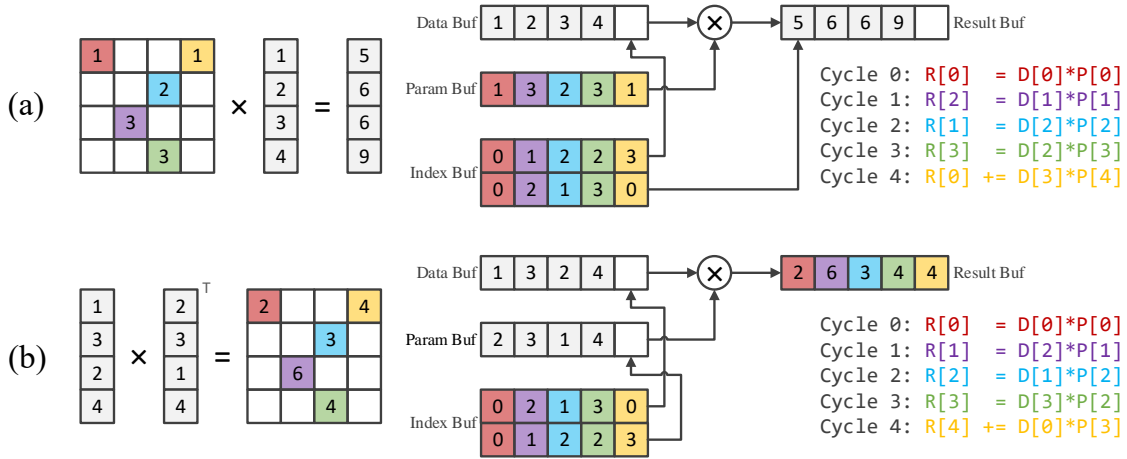 (a)
1 1
2
3
3
×
1
2
3
4
=
5
6
6
9
Data Buf 1 2 3 4 × 5 6 6 9 Result Buf
Param Buf 1 3 2 3 1
Index Buf
0 1 2 2 3
0 2 1 3 0
Cycle 0: R[0] = D[0]*P[0]
Cycle 1: R[2] = D[1]*P[1]
Cycle 2: R[1] = D[2]*P[2]
Cycle 3: R[3] = D[2]*P[3]
Cycle 4: R[0] += D[3]*P[4]
(b)
1
3
2
4
×
2
3
1
4
T
=
2 4
3
6
4
Data Buf 1 3 2 4 × 2 6 3 4 4 Result Buf
Param Buf 2 3 1 4
Index Buf
0 2 1 3 0
0 1 2 2 3
Cycle 0: R[0] = D[0]*P[0]
Cycle 1: R[1] = D[2]*P[1]
Cycle 2: R[2] = D[1]*P[2]
Cycle 3: R[3] = D[3]*P[2]
Cycle 4: R[4] += D[0]*P[3]